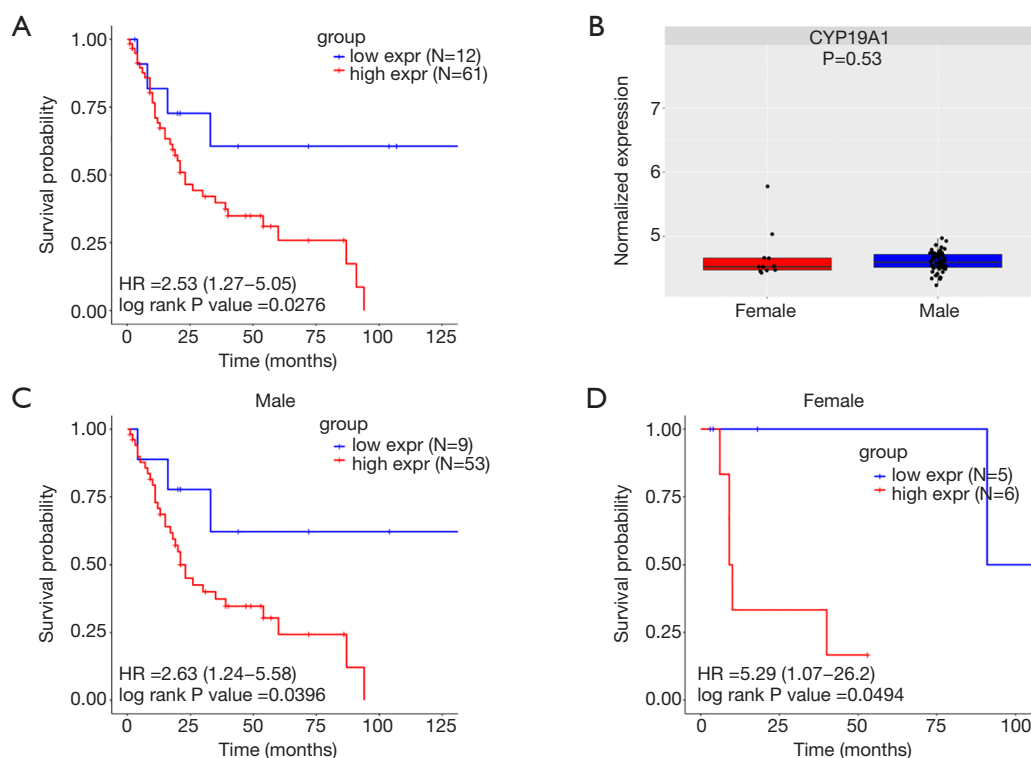 A
group
low expr (N=12)
high expr (N=61)
Survival probability
1.00
0.75
0.50
0.25
0.00
HR =2.53 (1.27–5.05)
log rank P value =0.0276
0 25 50 75 100 125
Time (months)
B
CYP19A1
P=0.53
Normalized expression
7
6
5
Female Male
C
Male
group
low expr (N=9)
high expr (N=53)
Survival probability
1.00
0.75
0.50
0.25
0.00
HR =2.63 (1.24–5.58)
log rank P value =0.0396
0 25 50 75 100 125
Time (months)
D
Female
group
low expr (N=5)
high expr (N=6)
Survival probability
1.00
0.75
0.50
0.25
0.00
HR =5.29 (1.07–26.2)
log rank P value =0.0494
0 25 50 75 100
Time (months)